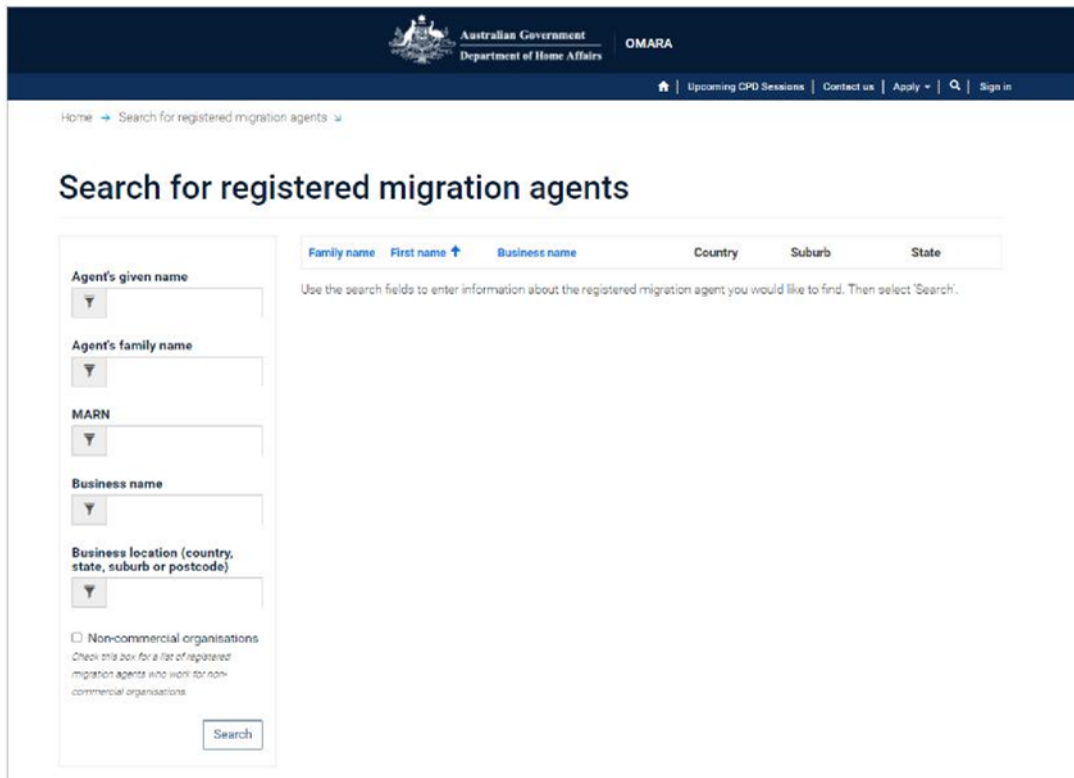 Australian Government
Department of Home Affairs
OMARA
Upcoming CPD Sessions | Contact us | Apply | Sign in
Home → Search for registered migration agents
Search for registered migration agents
Family name First name ↑ Business name Country Suburb State
Use the search fields to enter information about the registered migration agent you would like to find. Then select 'Search'.
Agent's given name
Agent's family name
MARN
Business name
Business location (country,
state, suburb or postcode)
Non-commercial organisations
Check this box for a list of registered
migration agents who work for non-
commercial organisations.
Search